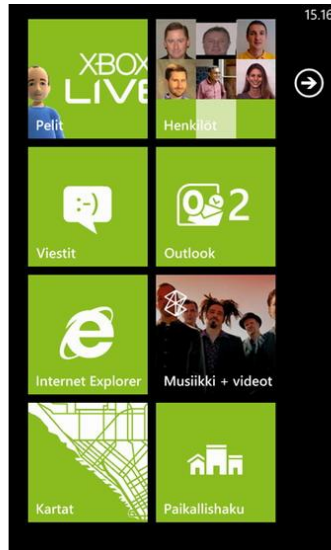 15.16
XBOX
LIVE
Pelit
Henkilöt
:-)
Viestit
2
Outlook
Internet Explorer
Musiikki + videot
Kartat
Paikallishaku